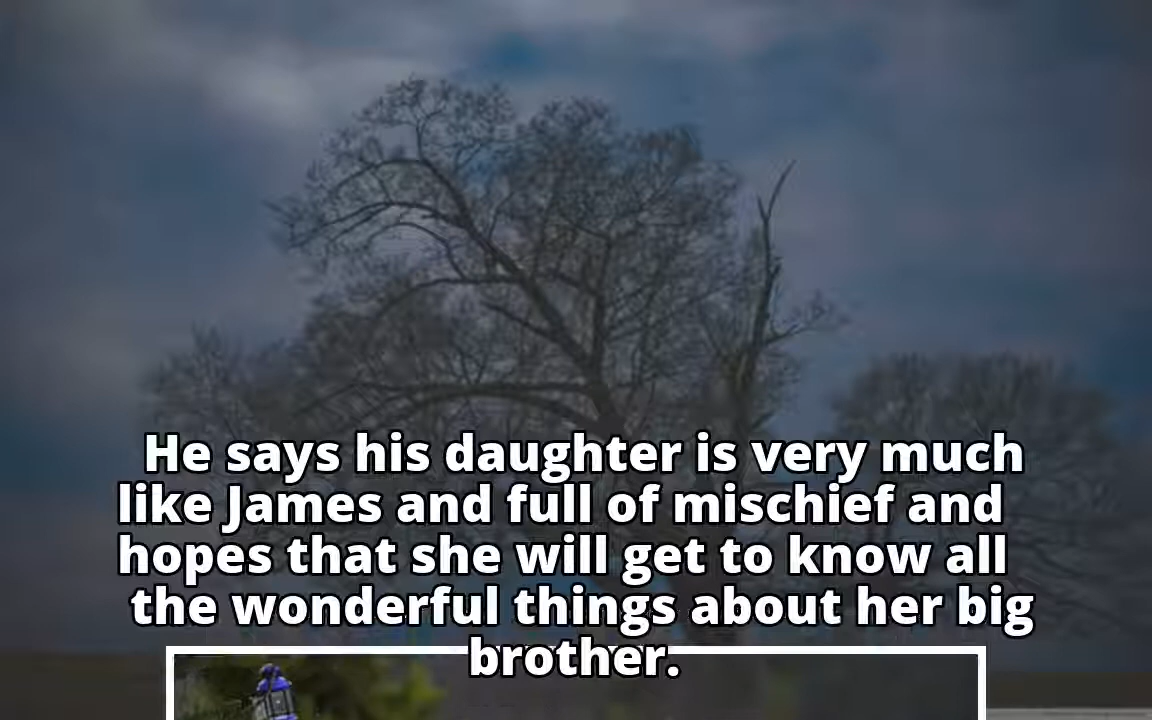 He says his daughter is very much
like James and full of mischief and
hopes that she will get to know all
the wonderful things about her big
brother.